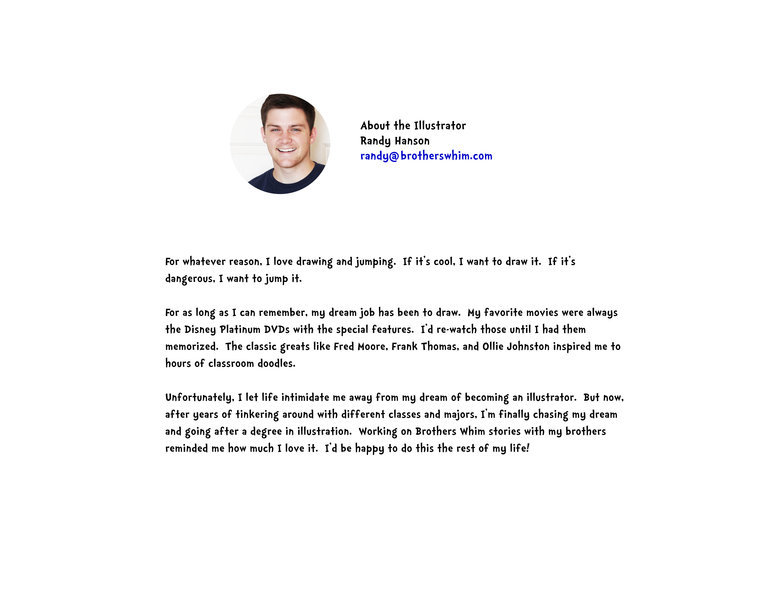 About the Illustrator
Randy Hanson
randy@brotherswhim.com
For whatever reason, I love drawing and jumping.  If it's cool, I want to draw it.  If it's
dangerous, I want to jump it.
For as long as I can remember, my dream job has been to draw.  My favorite movies were always
the Disney Platinum DVDs with the special features.  I'd re-watch those until I had them
memorized.  The classic greats like Fred Moore, Frank Thomas, and Ollie Johnston inspired me to
hours of classroom doodles.
Unfortunately, I let life intimidate me away from my dream of becoming an illustrator.  But now,
after years of tinkering around with different classes and majors, I'm finally chasing my dream
and going after a degree in illustration.  Working on Brothers Whim stories with my brothers
reminded me how much I love it.  I'd be happy to do this the rest of my life!